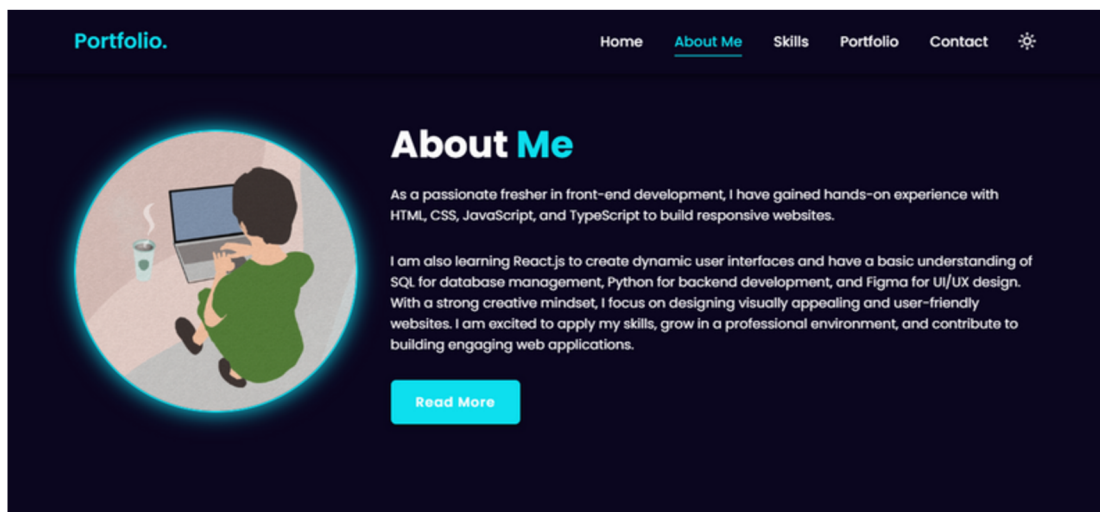 Portfolio.
Home About Me Skills Portfolio Contact
About Me
As a passionate fresher in front-end development, I have gained hands-on experience with
HTML, CSS, JavaScript, and TypeScript to build responsive websites.
I am also learning React.js to create dynamic user interfaces and have a basic understanding of
SQL for database management, Python for backend development, and Figma for UI/UX design.
With a strong creative mindset, I focus on designing visually appealing and user-friendly
websites. I am excited to apply my skills, grow in a professional environment, and contribute to
building engaging web applications.
Read More